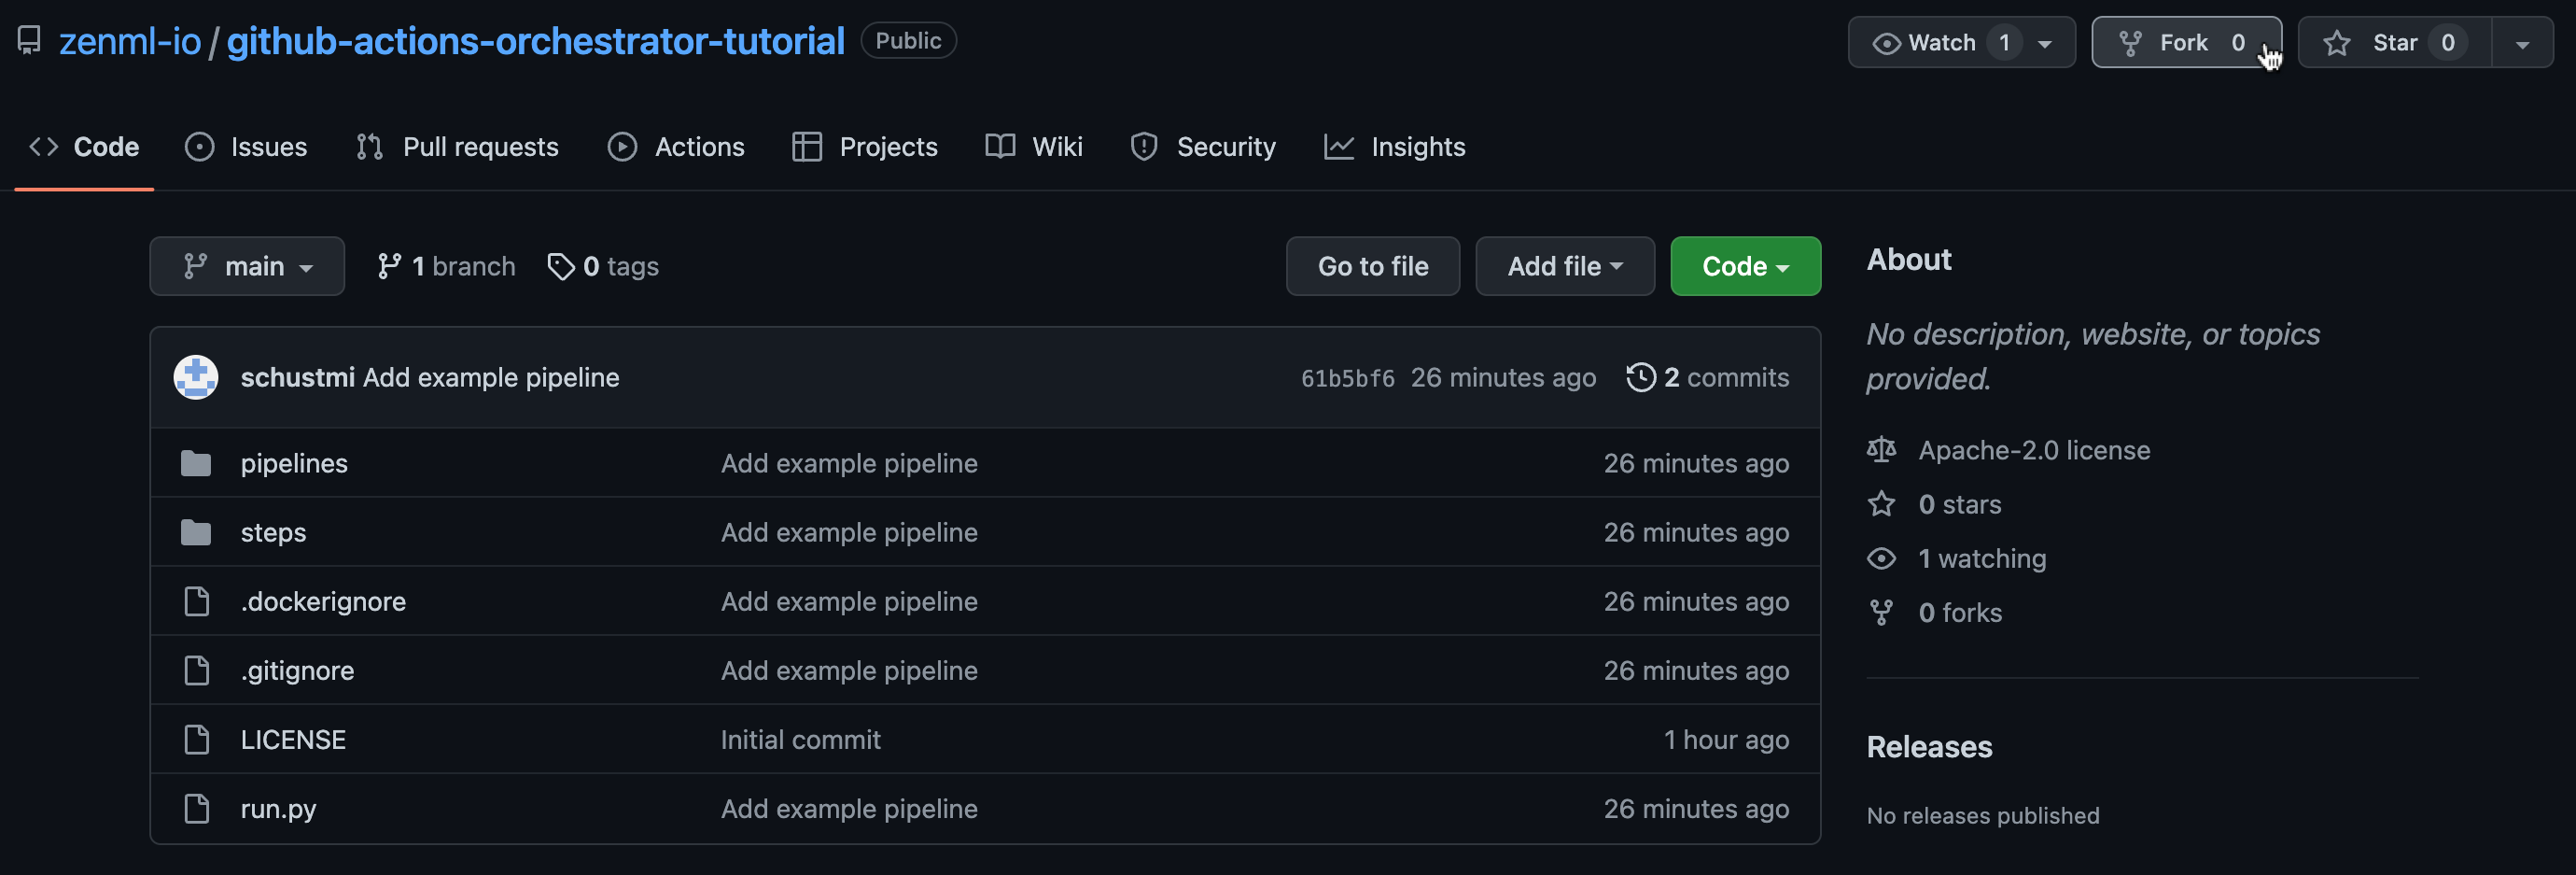 zenml-io / github-actions-orchestrator-tutorial Public Watch 1 Fork 0 Star 0
Code Issues Pull requests Actions Projects Wiki Security Insights
main 1 branch 0 tags Go to file Add file Code
schustmi Add example pipeline 61b5bf6 26 minutes ago 2 commits
pipelines Add example pipeline 26 minutes ago
steps Add example pipeline 26 minutes ago
.dockerignore Add example pipeline 26 minutes ago
.gitignore Add example pipeline 26 minutes ago
LICENSE Initial commit 1 hour ago
run.py Add example pipeline 26 minutes ago
About
No description, website, or topics
provided.
Apache-2.0 license
0 stars
1 watching
0 forks
Releases
No releases published